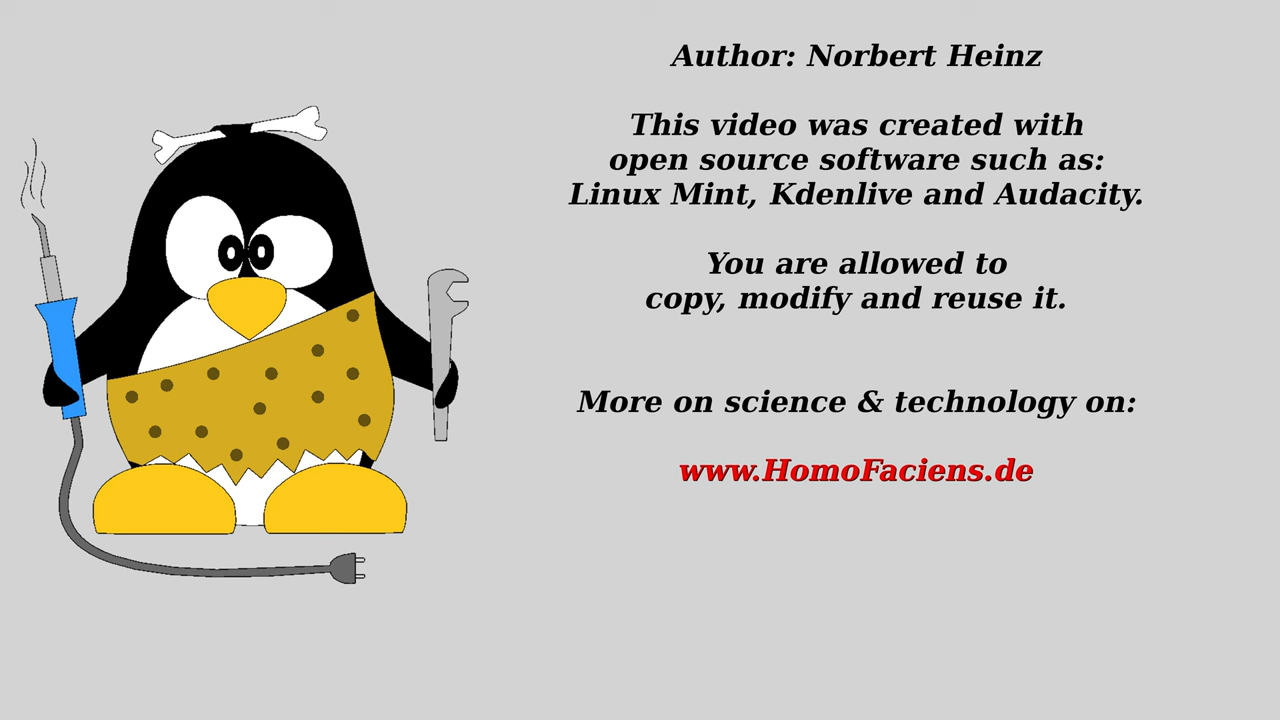 Author: Norbert Heinz
This video was created with
open source software such as:
Linux Mint, Kdenlive and Audacity.
You are allowed to
copy, modify and reuse it.
More on science & technology on:
www.HomoFaciens.de